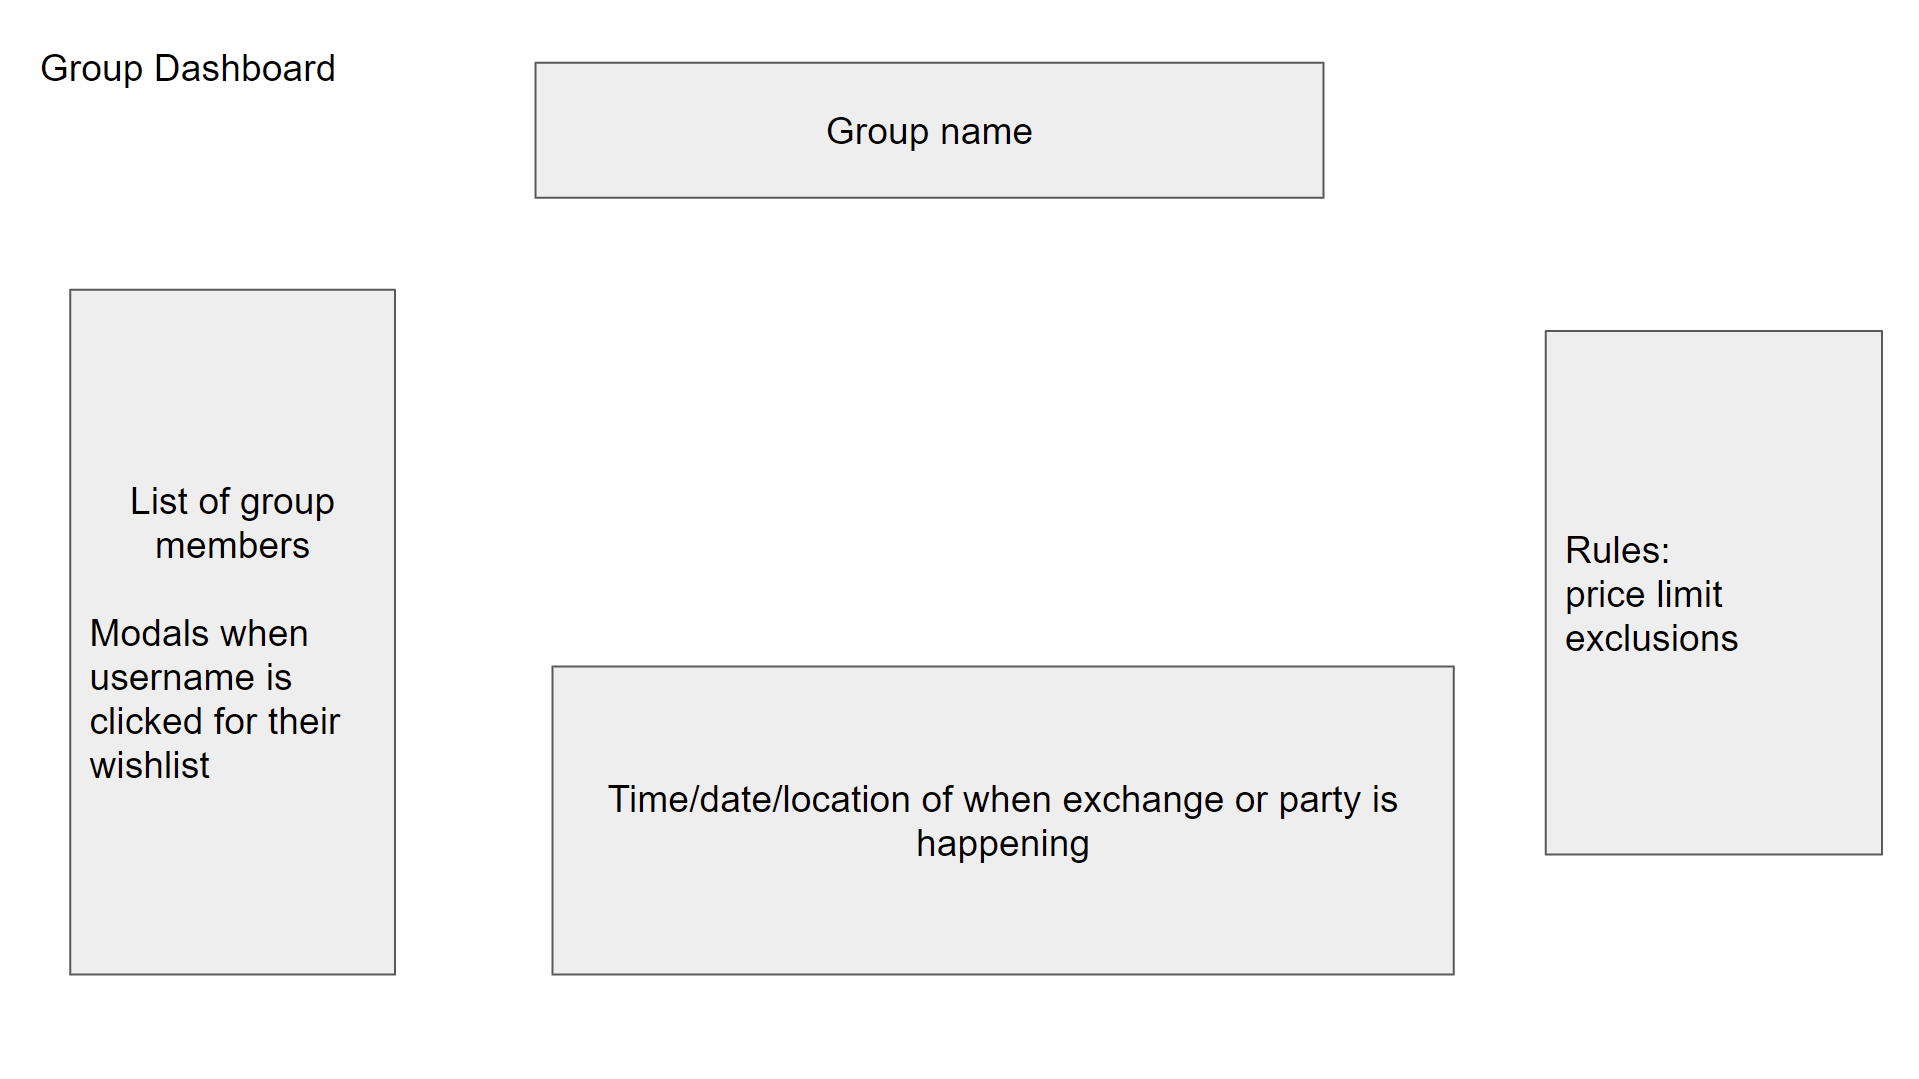 Group Dashboard
Group name
List of group
members
Modals when
username is
clicked for their
wishlist
Time/date/location of when exchange or party is
happening
Rules:
price limit
exclusions